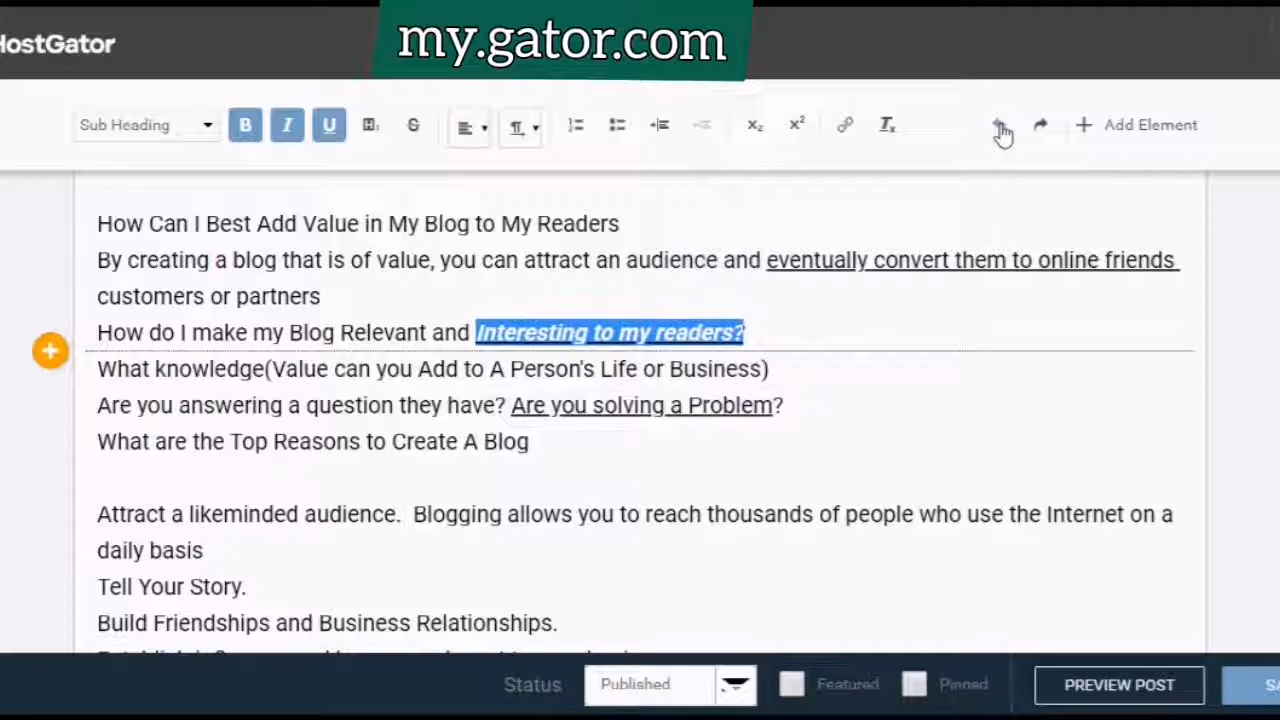 HostGator
my.gator.com
Sub Heading
B I U
Add Element
How Can I Best Add Value in My Blog to My Readers
By creating a blog that is of value, you can attract an audience and eventually convert them to online friends
customers or partners
How do I make my Blog Relevant and Interesting to my readers?
What knowledge(Value can you Add to A Person's Life or Business)
Are you answering a question they have? Are you solving a Problem?
What are the Top Reasons to Create A Blog
Attract a likeminded audience.  Blogging allows you to reach thousands of people who use the Internet on a
daily basis
Tell Your Story.
Build Friendships and Business Relationships.
Status Published Featured Pinned PREVIEW POST